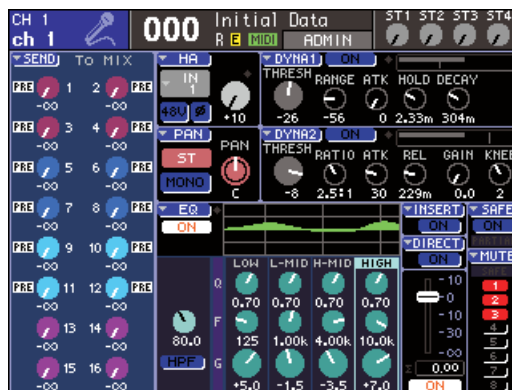 CH 1
ch 1
000
Initial Data
R E MIDI ADMIN
ST1 ST2 ST3 ST4
SEND To MIX
PRE 1 2 PRE
-∞ -∞
PRE 3 4 PRE
-∞ -∞
PRE 5 6 PRE
-∞ -∞
PRE 7 8 PRE
-∞ -∞
PRE 9 10 PRE
-∞ -∞
PRE 11 12 PRE
-∞ -∞
13 14
-∞ -∞
15 16
-∞ -∞
HA
IN
1
48V Ø
+10
PAN
ST
MONO
PAN
C
DYNA1 ON
THRESH RANGE ATK HOLD DECAY
-26 -56 0 2.33m 304m
DYNA2 ON
THRESH RATIO ATK REL GAIN KNEE
-8 2.5:1 30 229m 0.0 2
EQ
ON
LOW L-MID H-MID HIGH
Q
0.70 0.70 0.70 0.70
F
80.0 125 1.00k 4.00k 10.0k
HPF
G
+5.0 -1.5 -3.5 +7.0
INSERT
ON
DIRECT
ON
-10
-0
-10
-30
-∞
Σ 0.00
ON
SAFE
ON
PARTIAL
MUTE
SAFE
1
2
3
4
5
6
7
8